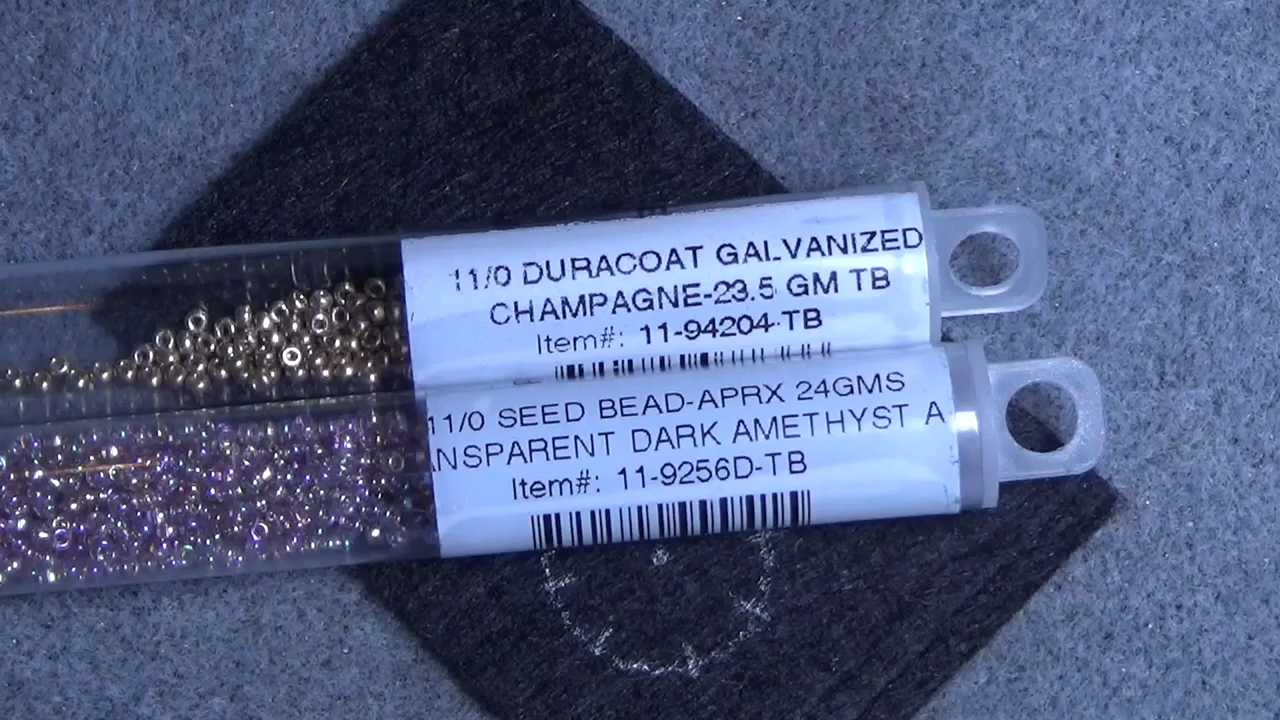 11/0 DURACOAT GALVANIZED
CHAMPAGNE-23.5 GM TB
Item#: 11-94204-TB
11/0 SEED BEAD-APRX 24GMS
ANSPARENT DARK AMETHYST A
Item#: 11-9256D-TB